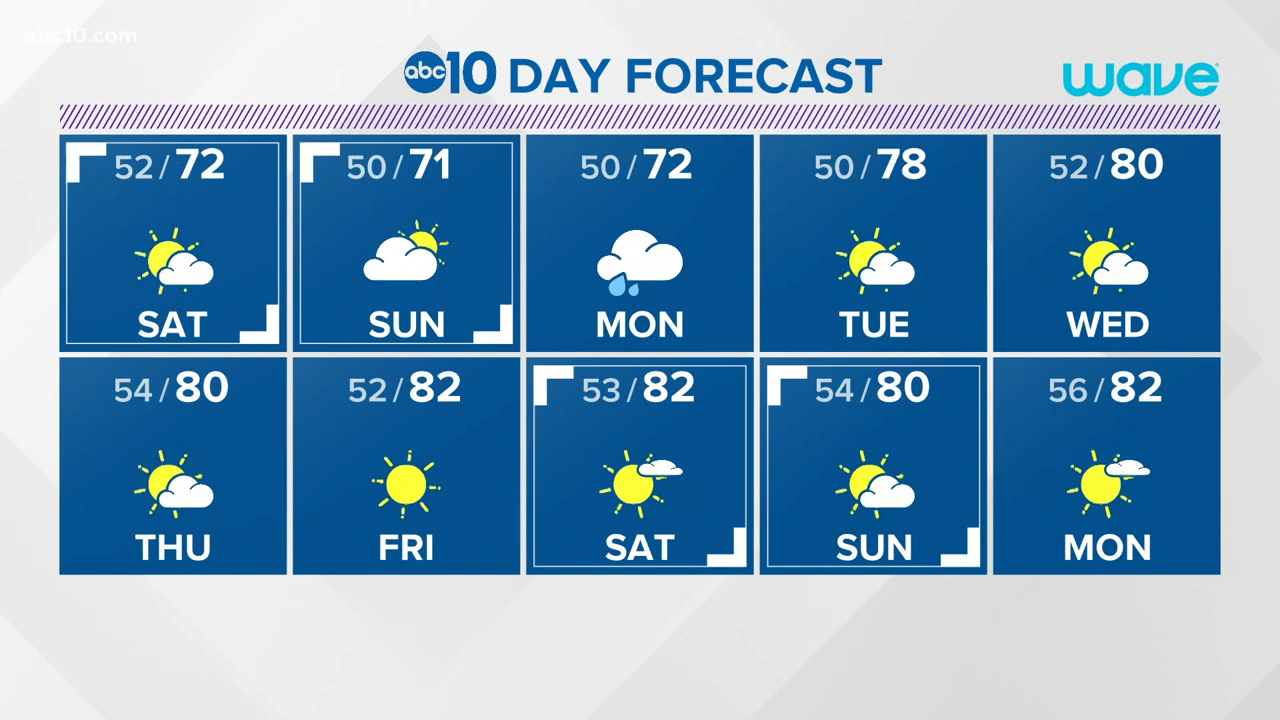 abc10.com
abc10 DAY FORECAST
wave
52/72
50/71
50/72
50/78
52/80
SAT
SUN
MON
TUE
WED
54/80
52/82
53/82
54/80
56/82
THU
FRI
SAT
SUN
MON